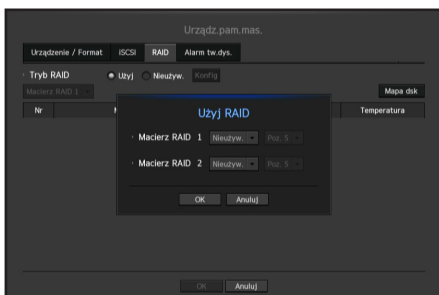 Urządz.pam.mas.
Urządzenie / Format iSCSI RAID Alarm tw.dys.
Tryb RAID Użyj Nieużyw. Konfig
Macierz RAID 1 Mapa dsk
Nr Temperatura
Użyj RAID
Macierz RAID 1 Nieużyw. Poz. 5
Macierz RAID 2 Nieużyw. Poz. 5
OK Anuluj
OK Anuluj